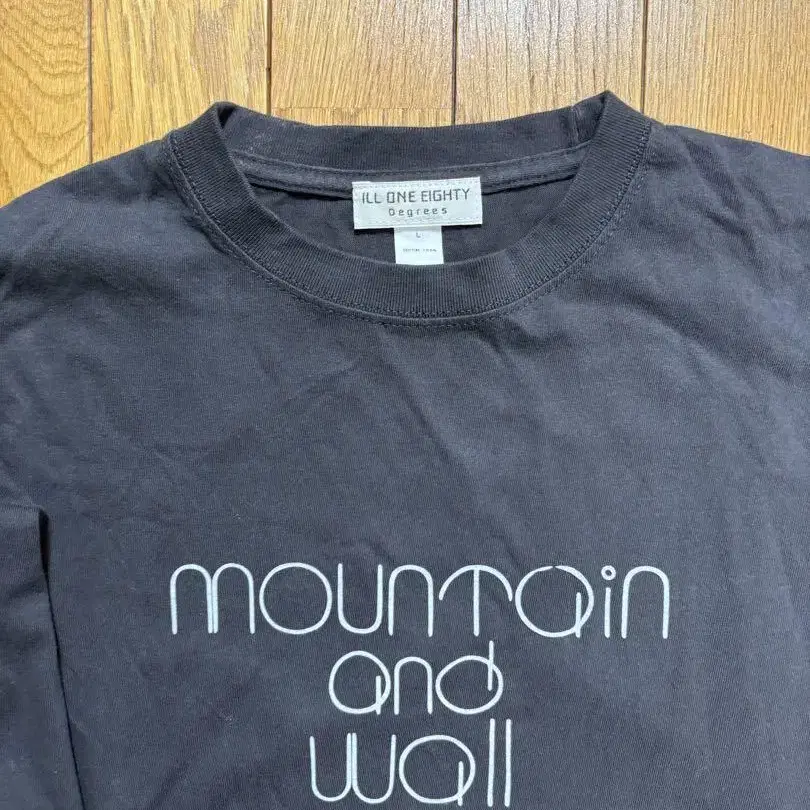 ILL ONE EIGHTY
Degrees
L
mountain
and
wall